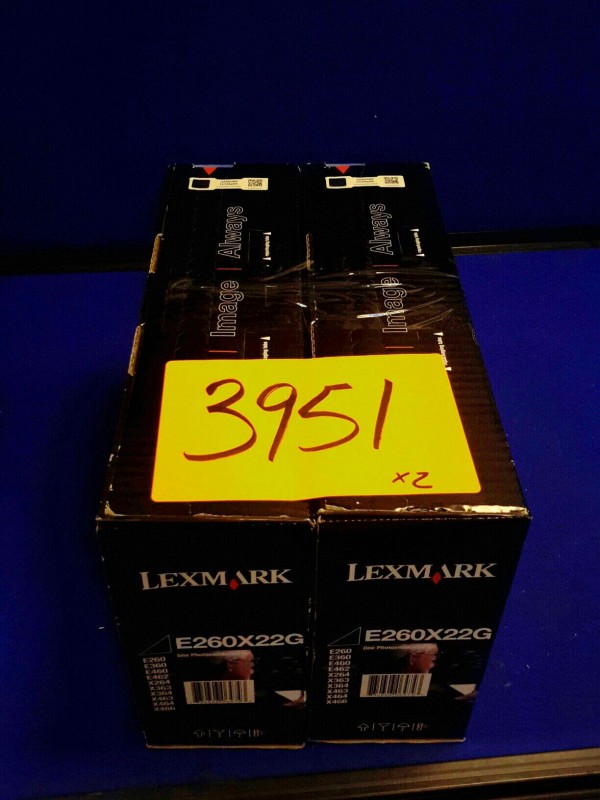 Image | Always
Image | Always
3951
x2
LEXMARK
E260X22G
E260
E360
E460
E462
X264
X363
X364
X463
X464
X466
LEXMARK
E260X22G
E260
E360
E460
E462
X264
X363
X364
X463
X464
X466